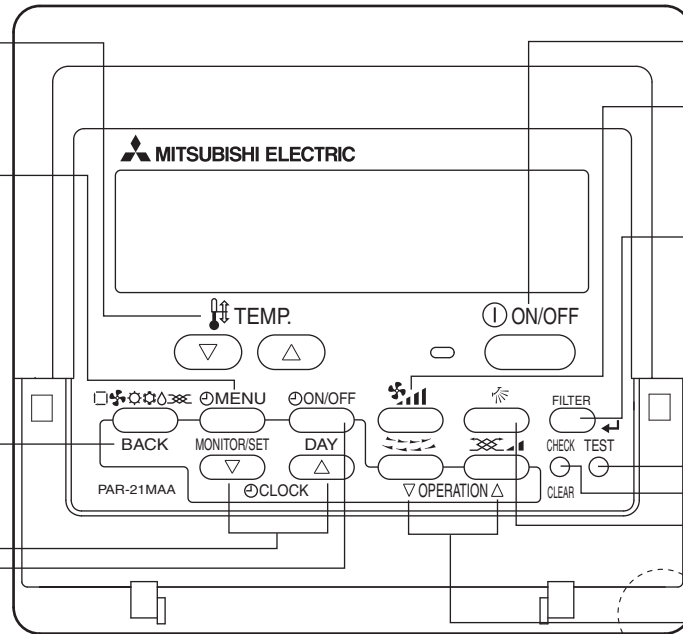 MITSUBISHI ELECTRIC
TEMP.
ON/OFF
MENU
ON/OFF
FILTER
BACK
MONITOR/SET
DAY
CHECK
TEST
PAR-21MAA
CLOCK
▽ OPERATION △
CLEAR